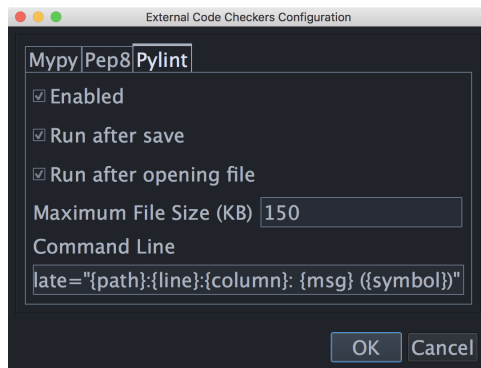 External Code Checkers Configuration
Mypy Pep8 Pylint
Enabled
Run after save
Run after opening file
Maximum File Size (KB) 150
Command Line
late="{path}:{line}:{column}: {msg} ({symbol})"
OK Cancel